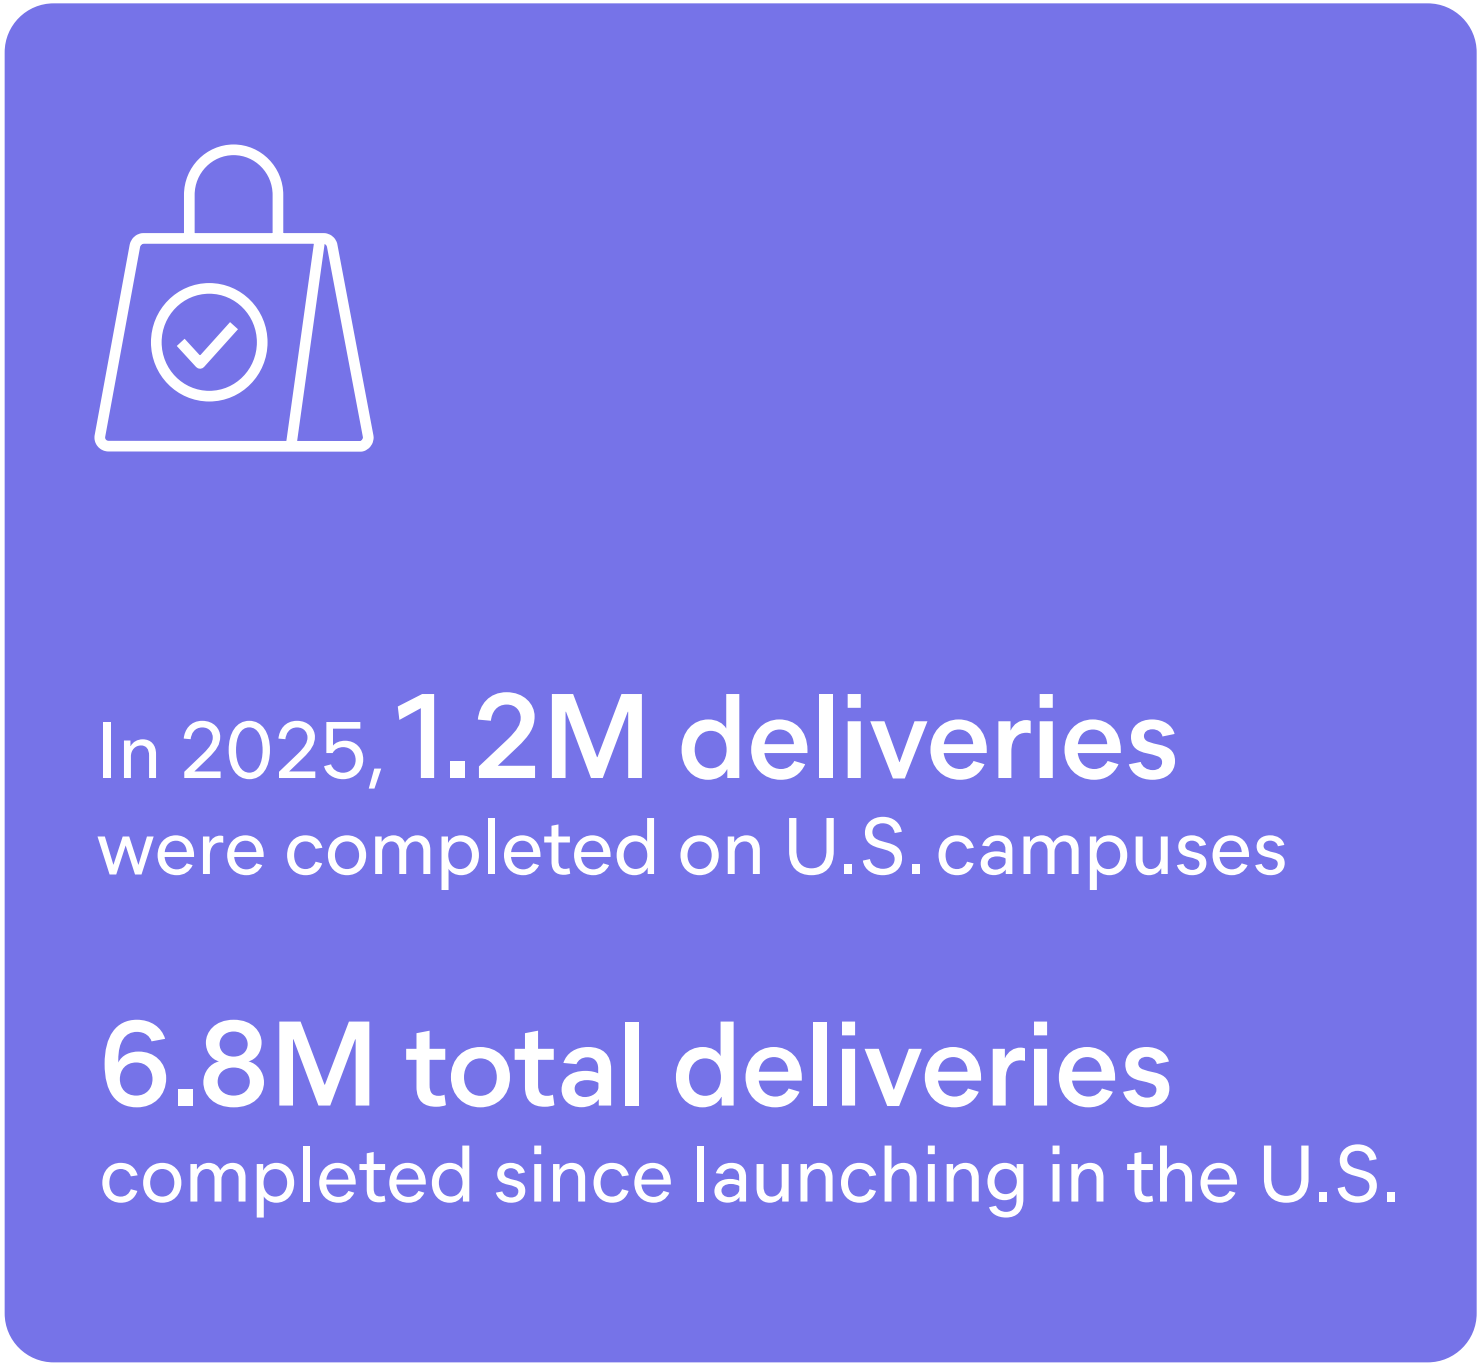 In 2025, 1.2M deliveries
were completed on U.S. campuses
6.8M total deliveries
completed since launching in the U.S.